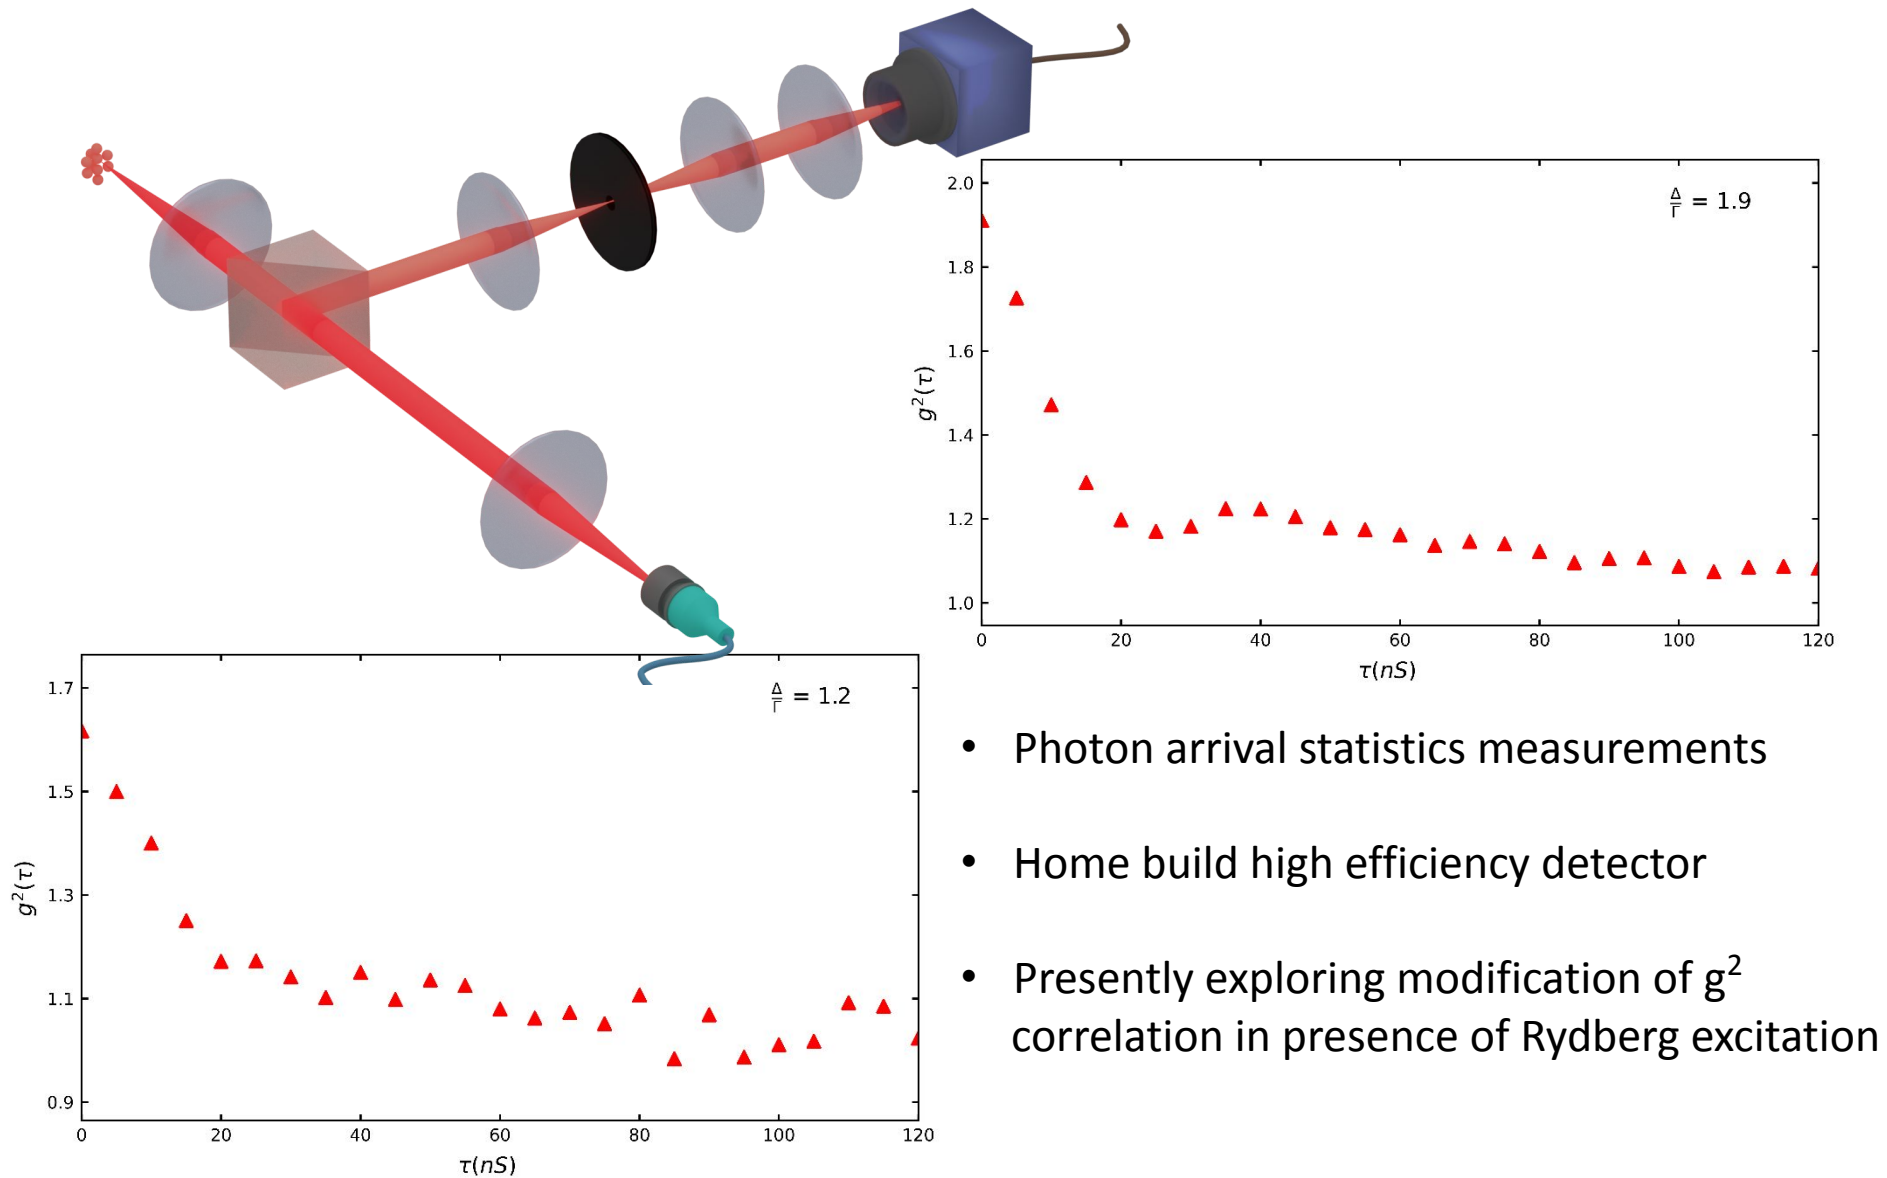 2.0
1.8
1.6
1.4
1.2
1.0
g²(τ)
Δ/Γ = 1.9
0 20 40 60 80 100 120
τ(nS)
1.7
1.5
1.3
1.1
0.9
g²(τ)
Δ/Γ = 1.2
0 20 40 60 80 100 120
τ(nS)
• Photon arrival statistics measurements
• Home build high efficiency detector
• Presently exploring modification of g²
correlation in presence of Rydberg excitation